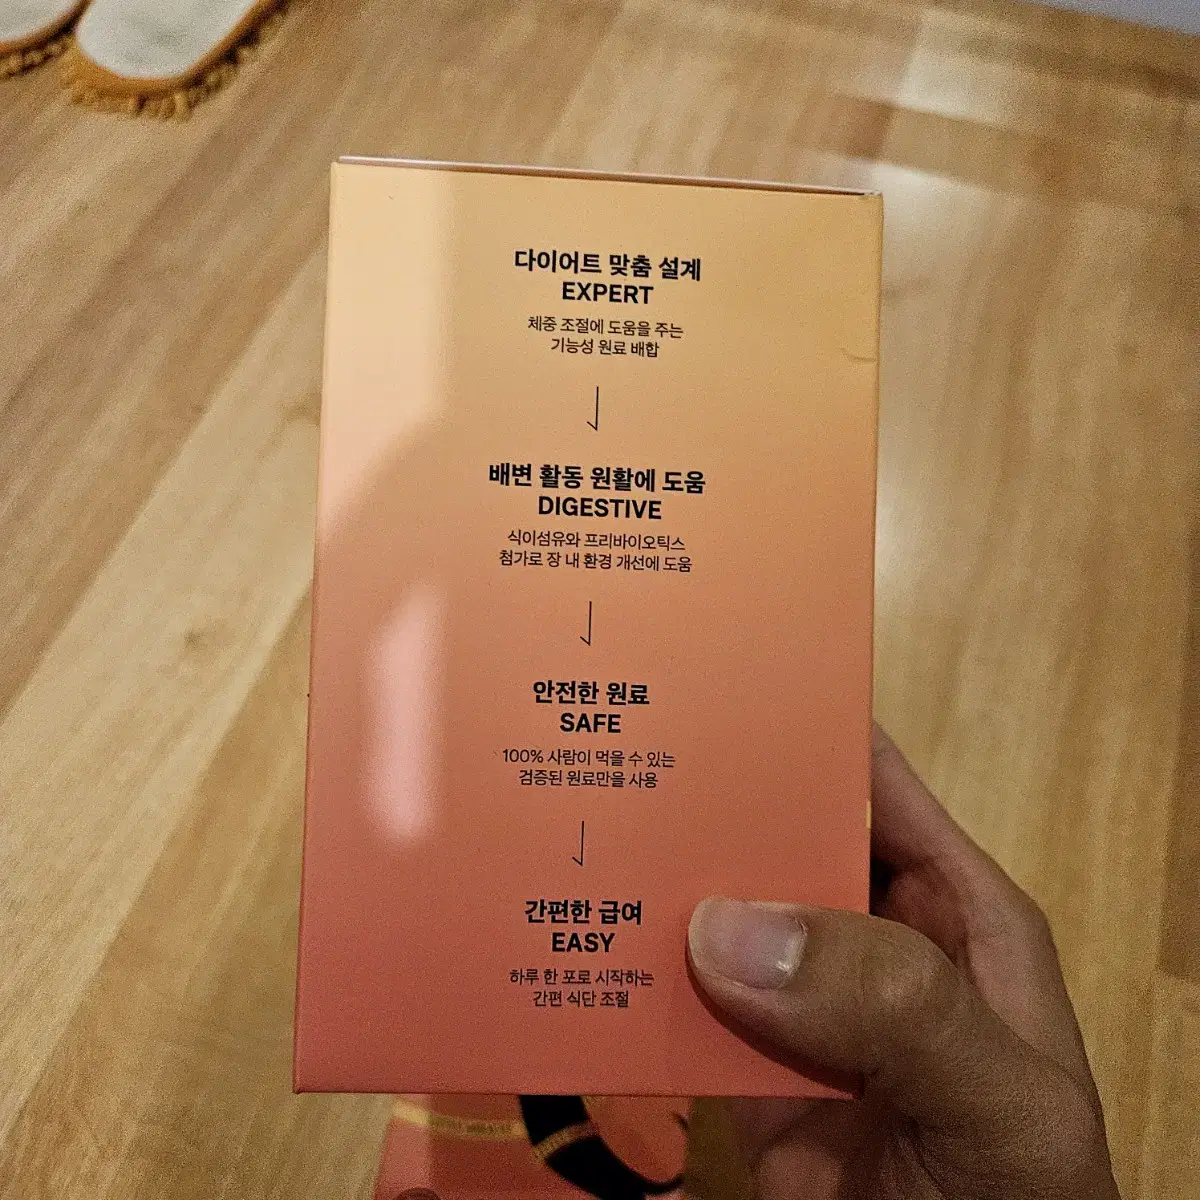 다이어트 맞춤 설계
EXPERT
체중 조절에 도움을 주는
기능성 원료 배합
배변 활동 원활에 도움
DIGESTIVE
식이섬유와 프리바이오틱스
첨가로 장 내 환경 개선에 도움
안전한 원료
SAFE
100% 사람이 먹을 수 있는
검증된 원료만을 사용
간편한 급여
EASY
하루 한 포로 시작하는
간편 식단 조절